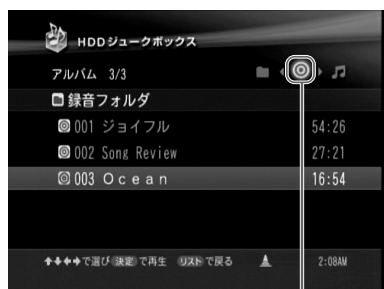 HDDジュークボックス
アルバム 3/3
録音フォルダ
001 ジョイフル 54:26
002 Song Review 27:21
003 Ocean 16:54
で選び 決定 で再生 リスト で戻る 2:08AM